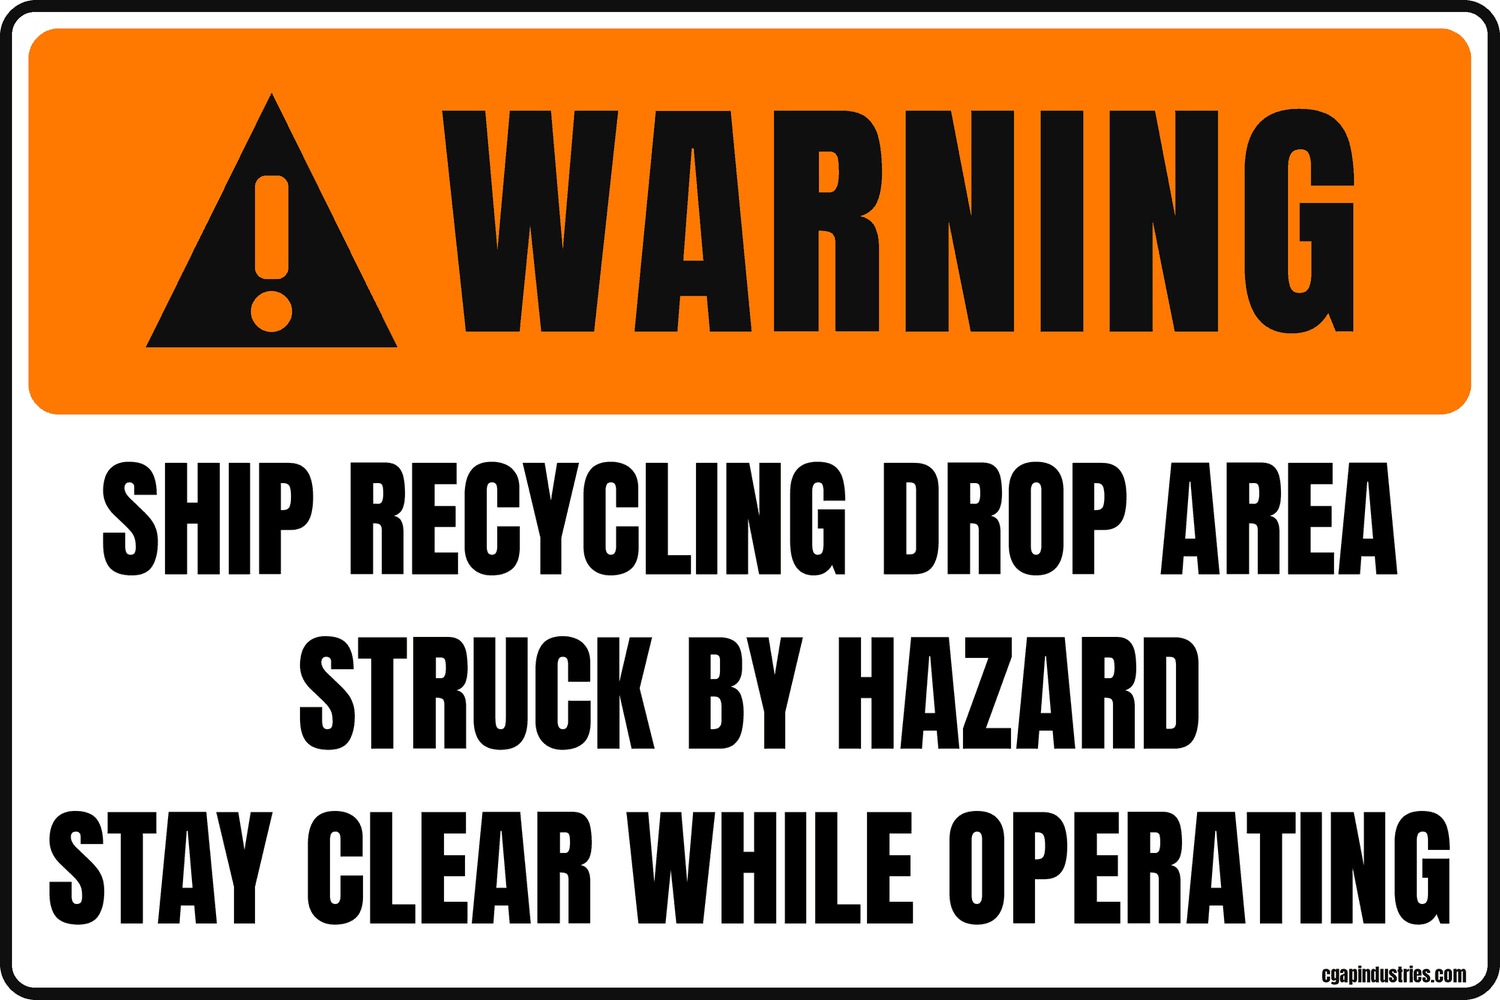 WARNING
SHIP RECYCLING DROP AREA
STRUCK BY HAZARD
STAY CLEAR WHILE OPERATING
cgapindustries.com